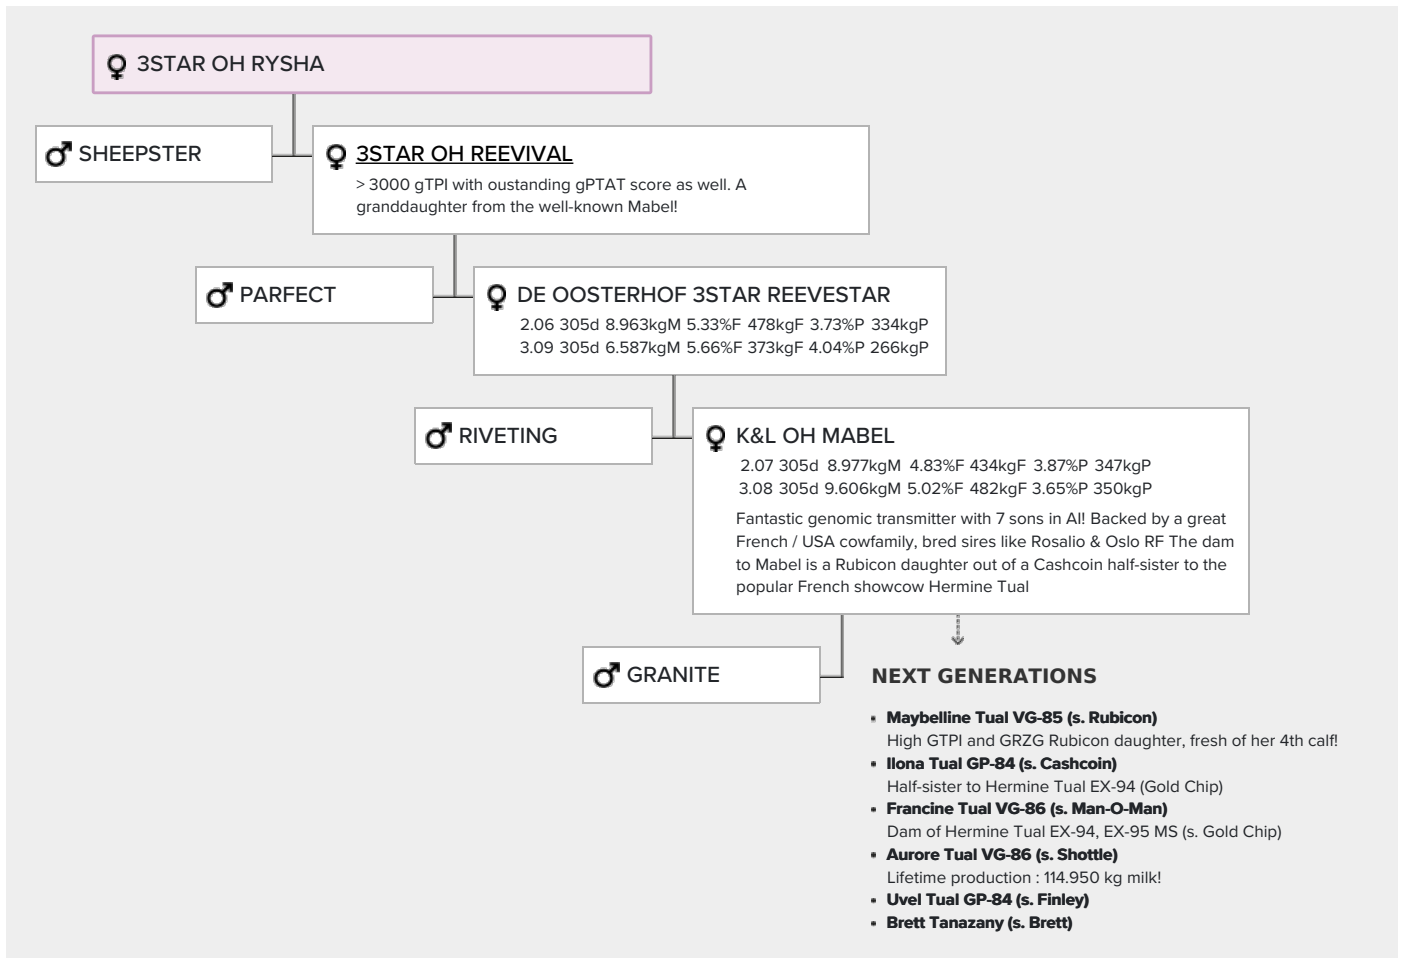 3STAR OH RYSHA
SHEEPSTER
3STAR OH REEVIVAL
> 3000 gTPI with oustanding gPTAT score as well. A
granddaughter from the well-known Mabel!
PARFECT
DE OOSTERHOF 3STAR REEVESTAR
2.06 305d 8.963kgM 5.33%F 478kgF 3.73%P 334kgP
3.09 305d 6.587kgM 5.66%F 373kgF 4.04%P 266kgP
RIVETING
K&L OH MABEL
2.07 305d 8.977kgM 4.83%F 434kgF 3.87%P 347kgP
3.08 305d 9.606kgM 5.02%F 482kgF 3.65%P 350kgP
Fantastic genomic transmitter with 7 sons in AI! Backed by a great
French / USA cowfamily, bred sires like Rosalio & Oslo RF The dam
to Mabel is a Rubicon daughter out of a Cashcoin half-sister to the
popular French showcow Hermine Tual
GRANITE
NEXT GENERATIONS
Maybelline Tual VG-85 (s. Rubicon)
High GTPI and GRZG Rubicon daughter, fresh of her 4th calf!
Ilona Tual GP-84 (s. Cashcoin)
Half-sister to Hermine Tual EX-94 (Gold Chip)
Francine Tual VG-86 (s. Man-O-Man)
Dam of Hermine Tual EX-94, EX-95 MS (s. Gold Chip)
Aurore Tual VG-86 (s. Shottle)
Lifetime production : 114.950 kg milk!
Uvel Tual GP-84 (s. Finley)
Brett Tanazany (s. Brett)